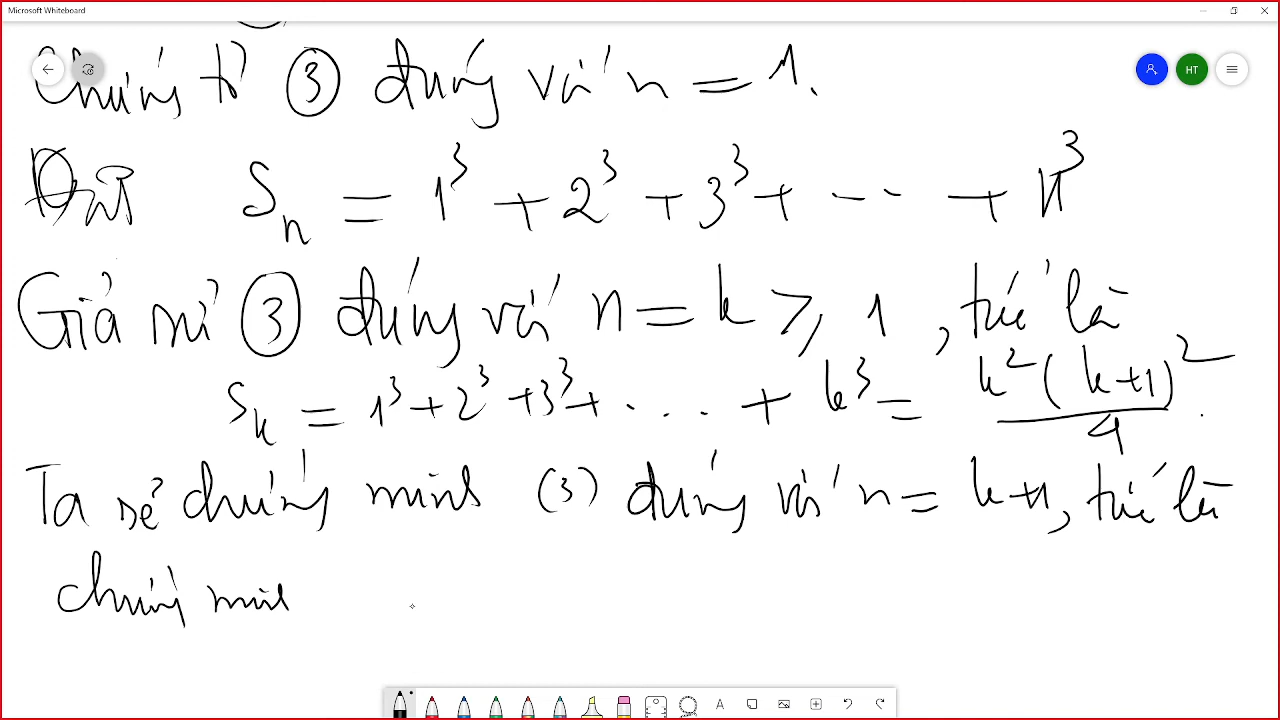 Microsoft Whiteboard
HT
Chứng tỏ ③ đúng với n = 1.
Đặt Sₙ = 1³ + 2³ + 3³ + ... + n³
Giả sử ③ đúng với n = k ≥ 1, tức là
Sₖ = 1³ + 2³ + 3³ + .... + k³ = k²(k+1)²/4.
Ta sẽ chứng minh (3) đúng với n = k+1, tức là
chứng minh
A